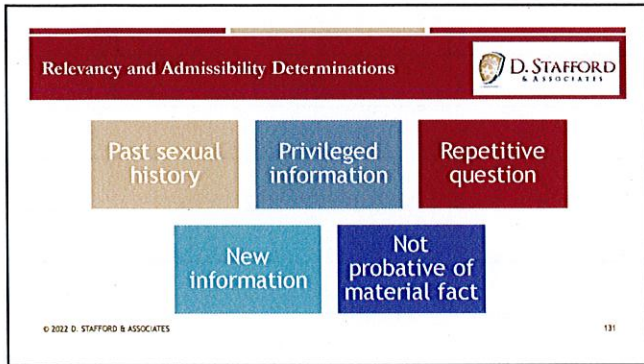 Relevancy and Admissibility Determinations
D. STAFFORD
& ASSOCIATES
Past sexual
history
Privileged
information
Repetitive
question
New
information
Not
probative of
material fact
© 2022 D. STAFFORD & ASSOCIATES
131